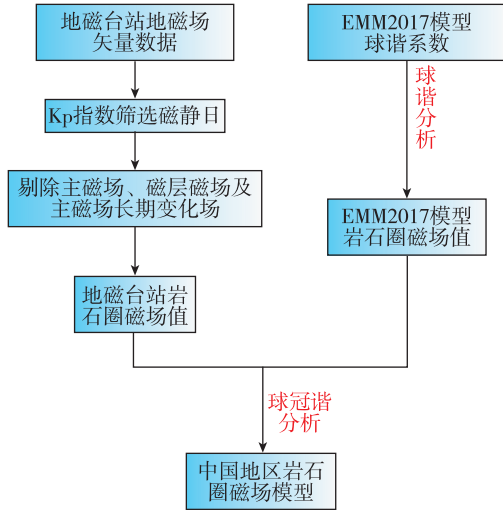 地磁台站地磁场
矢量数据
Kp指数筛选磁静日
剔除主磁场、磁层磁场及
主磁场长期变化场
地磁台站岩
石圈磁场值
EMM2017模型
球谐系数
球
谐
分
析
EMM2017模型
岩石圈磁场值
球冠谐
分析
中国地区岩石
圈磁场模型